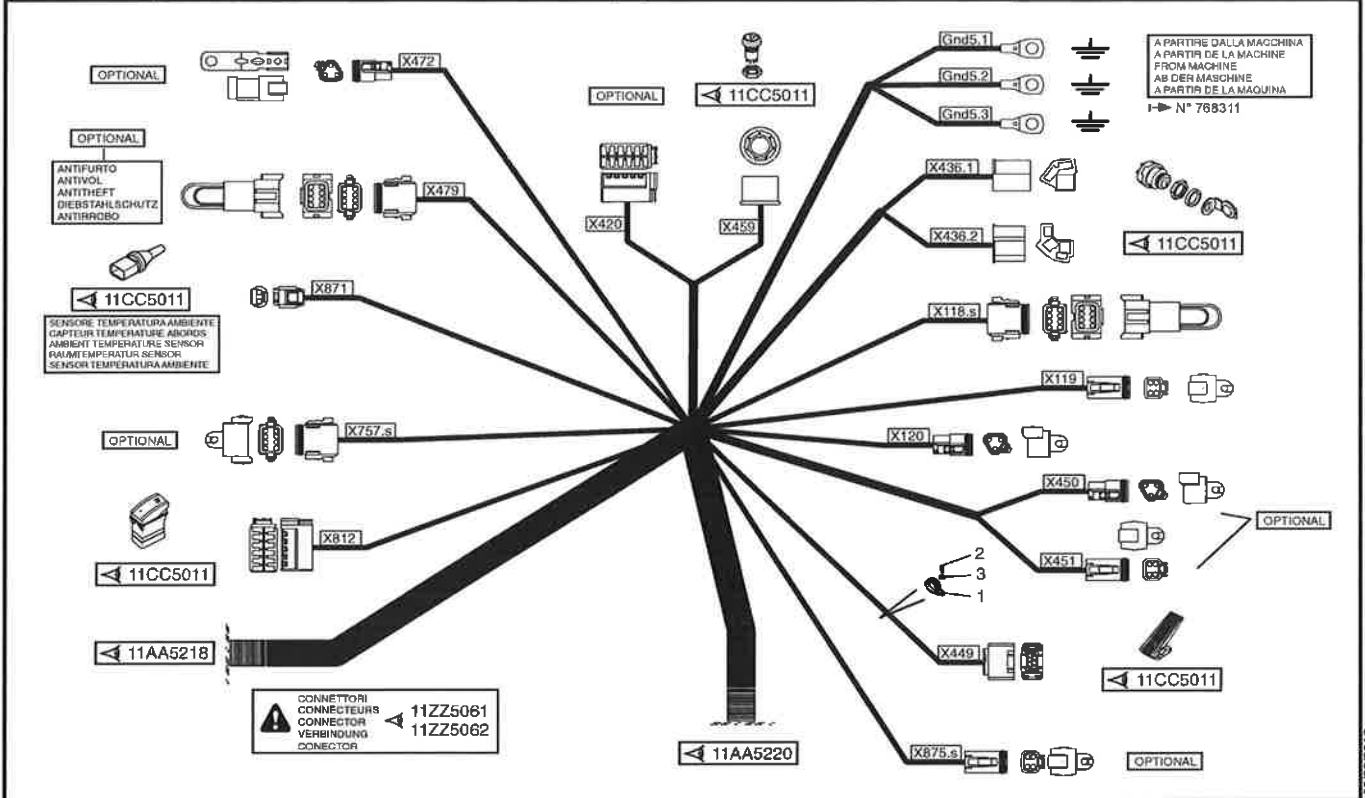 OPTIONAL
X472
OPTIONAL
ANTIFURTO
ANTIVOL
ANTITHEFT
DIEBSTAHLSCHUTZ
ANTIRROBO
X479
11CC5011
SENSORE TEMPERATURA AMBIENTE
CAPTEUR TEMPERATURE ABORDS
AMBIENT TEMPERATURE SENSOR
RAUMTEMPERATUR SENSOR
SENSOR TEMPERATURA AMBIENTE
X871
OPTIONAL
X757.s
X812
11CC5011
11AA5218
CONNETTORI
CONNECTEURS
CONNECTOR
VERBINDUNG
CONECTOR
11ZZ5061
11ZZ5062
OPTIONAL
11CC5011
X420
X459
Gnd5.1
Gnd5.2
Gnd5.3
A PARTIRE DALLA MACCHINA
A PARTIR DE LA MACHINE
FROM MACHINE
AB DER MASCHINE
A PARTIR DE LA MAQUINA
N° 768311
X436.1
X436.2
11CC5011
X118.s
X119
X120
X450
X451
OPTIONAL
2
3
1
X449
11CC5011
11AA5220
X875.s
OPTIONAL